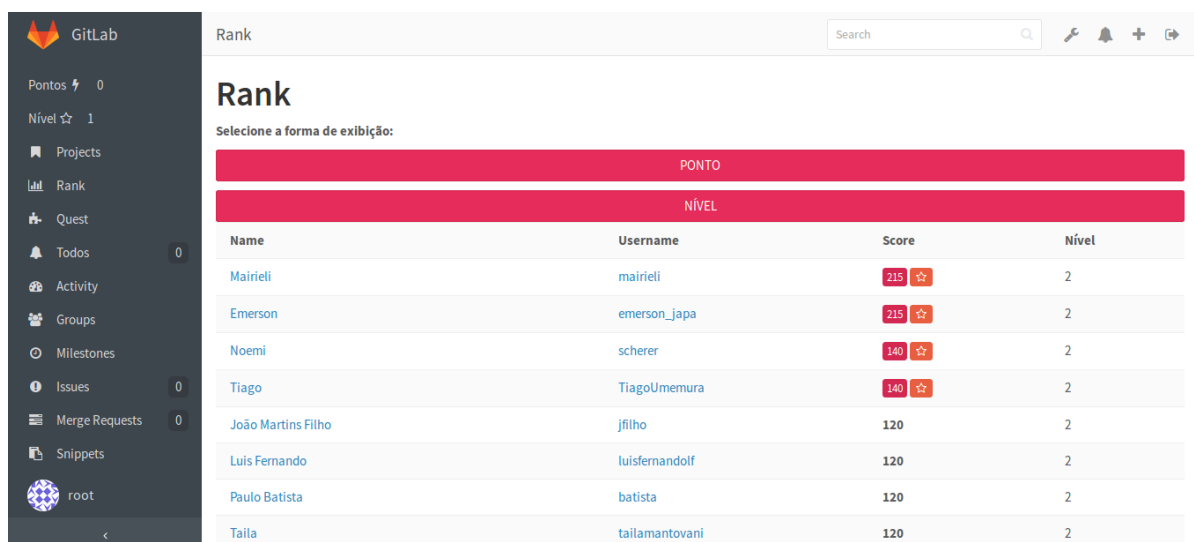 GitLab
Rank
Search
Pontos 0
Nível 1
Projects
Rank
Quest
Todos 0
Activity
Groups
Milestones
Issues 0
Merge Requests 0
Snippets
root
Rank
Selecione a forma de exibição:
PONTO
NÍVEL
Name Username Score Nível
Mairieli mairieli 215 2
Emerson emerson_japa 215 2
Noemi scherer 140 2
Tiago TiagoUmemura 140 2
João Martins Filho jfilho 120 2
Luis Fernando luisfernandolf 120 2
Paulo Batista batista 120 2
Taila tailamantovani 120 2